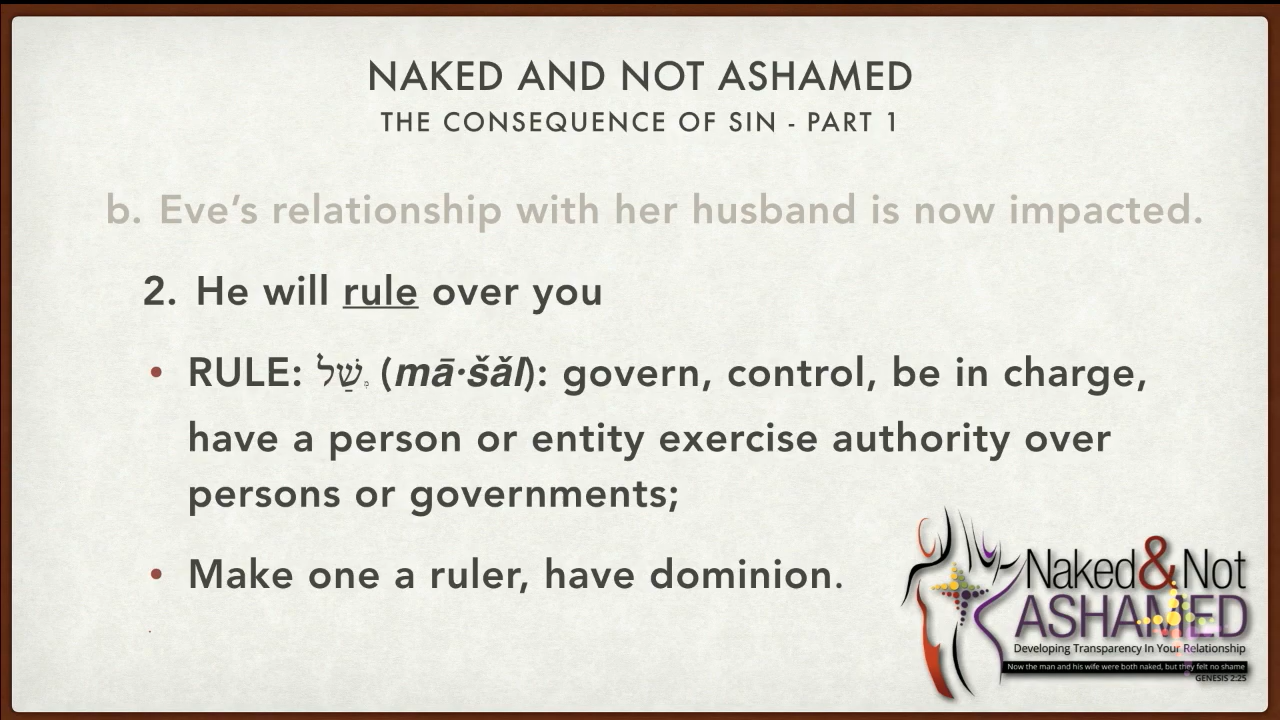 NAKED AND NOT ASHAMED
THE CONSEQUENCE OF SIN - PART 1
b. Eve’s relationship with her husband is now impacted.
2. He will rule over you
• RULE: שַׁל (mā·šǎl): govern, control, be in charge,
have a person or entity exercise authority over
persons or governments;
• Make one a ruler, have dominion.
Naked & Not
ASHAMED
Developing Transparency In Your Relationship
Now the man and his wife were both naked, but they felt no shame
GENESIS 2:25